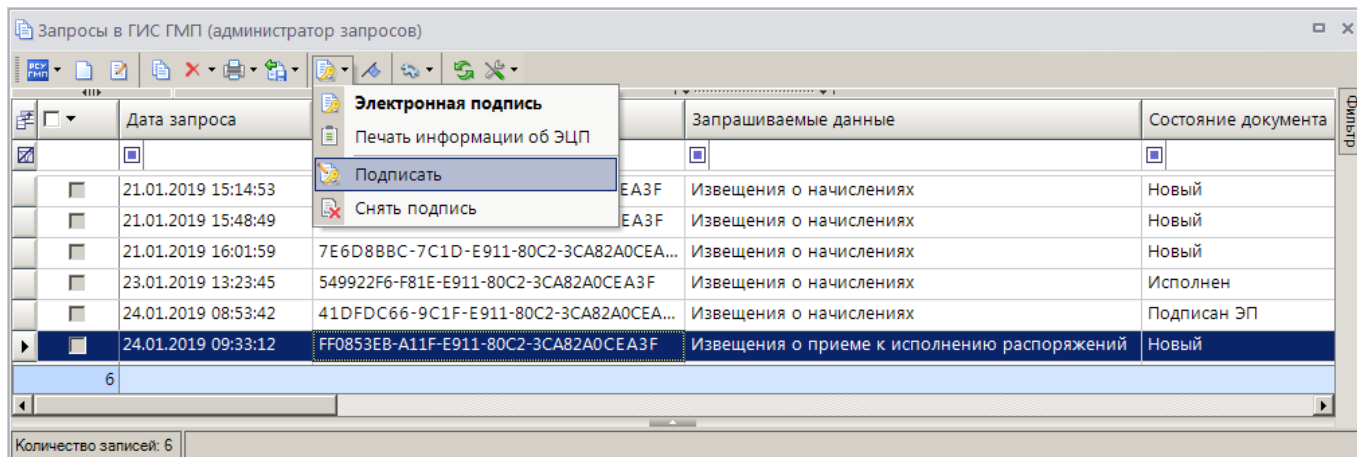 Запросы в ГИС ГМП (администратор запросов)
РСУ ГМП
Электронная подпись
Печать информации об ЭЦП
Подписать
Снять подпись
Дата запроса Запрашиваемые данные Состояние документа
Фильтр
21.01.2019 15:14:53 EA3F Извещения о начислениях Новый
21.01.2019 15:48:49 EA3F Извещения о начислениях Новый
21.01.2019 16:01:59 7E6D8BBC-7C1D-E911-80C2-3CA82A0CEA... Извещения о начислениях Новый
23.01.2019 13:23:45 549922F6-F81E-E911-80C2-3CA82A0CEA3F Извещения о начислениях Исполнен
24.01.2019 08:53:42 41DFDC66-9C1F-E911-80C2-3CA82A0CEA... Извещения о начислениях Подписан ЭП
24.01.2019 09:33:12 FF0853EB-A11F-E911-80C2-3CA82A0CEA3F Извещения о приеме к исполнению распоряжений Новый
6
Количество записей: 6